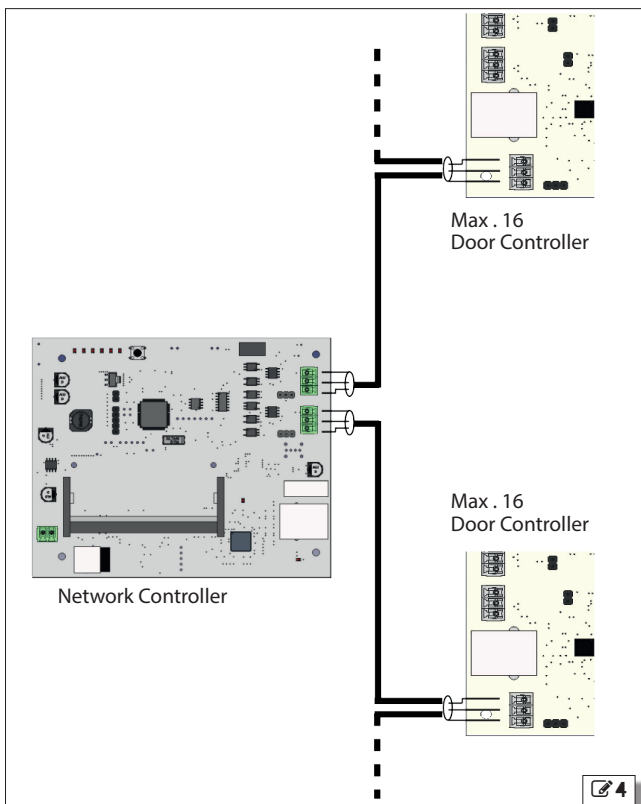 Max . 16
Door Controller
Network Controller
Max . 16
Door Controller
4